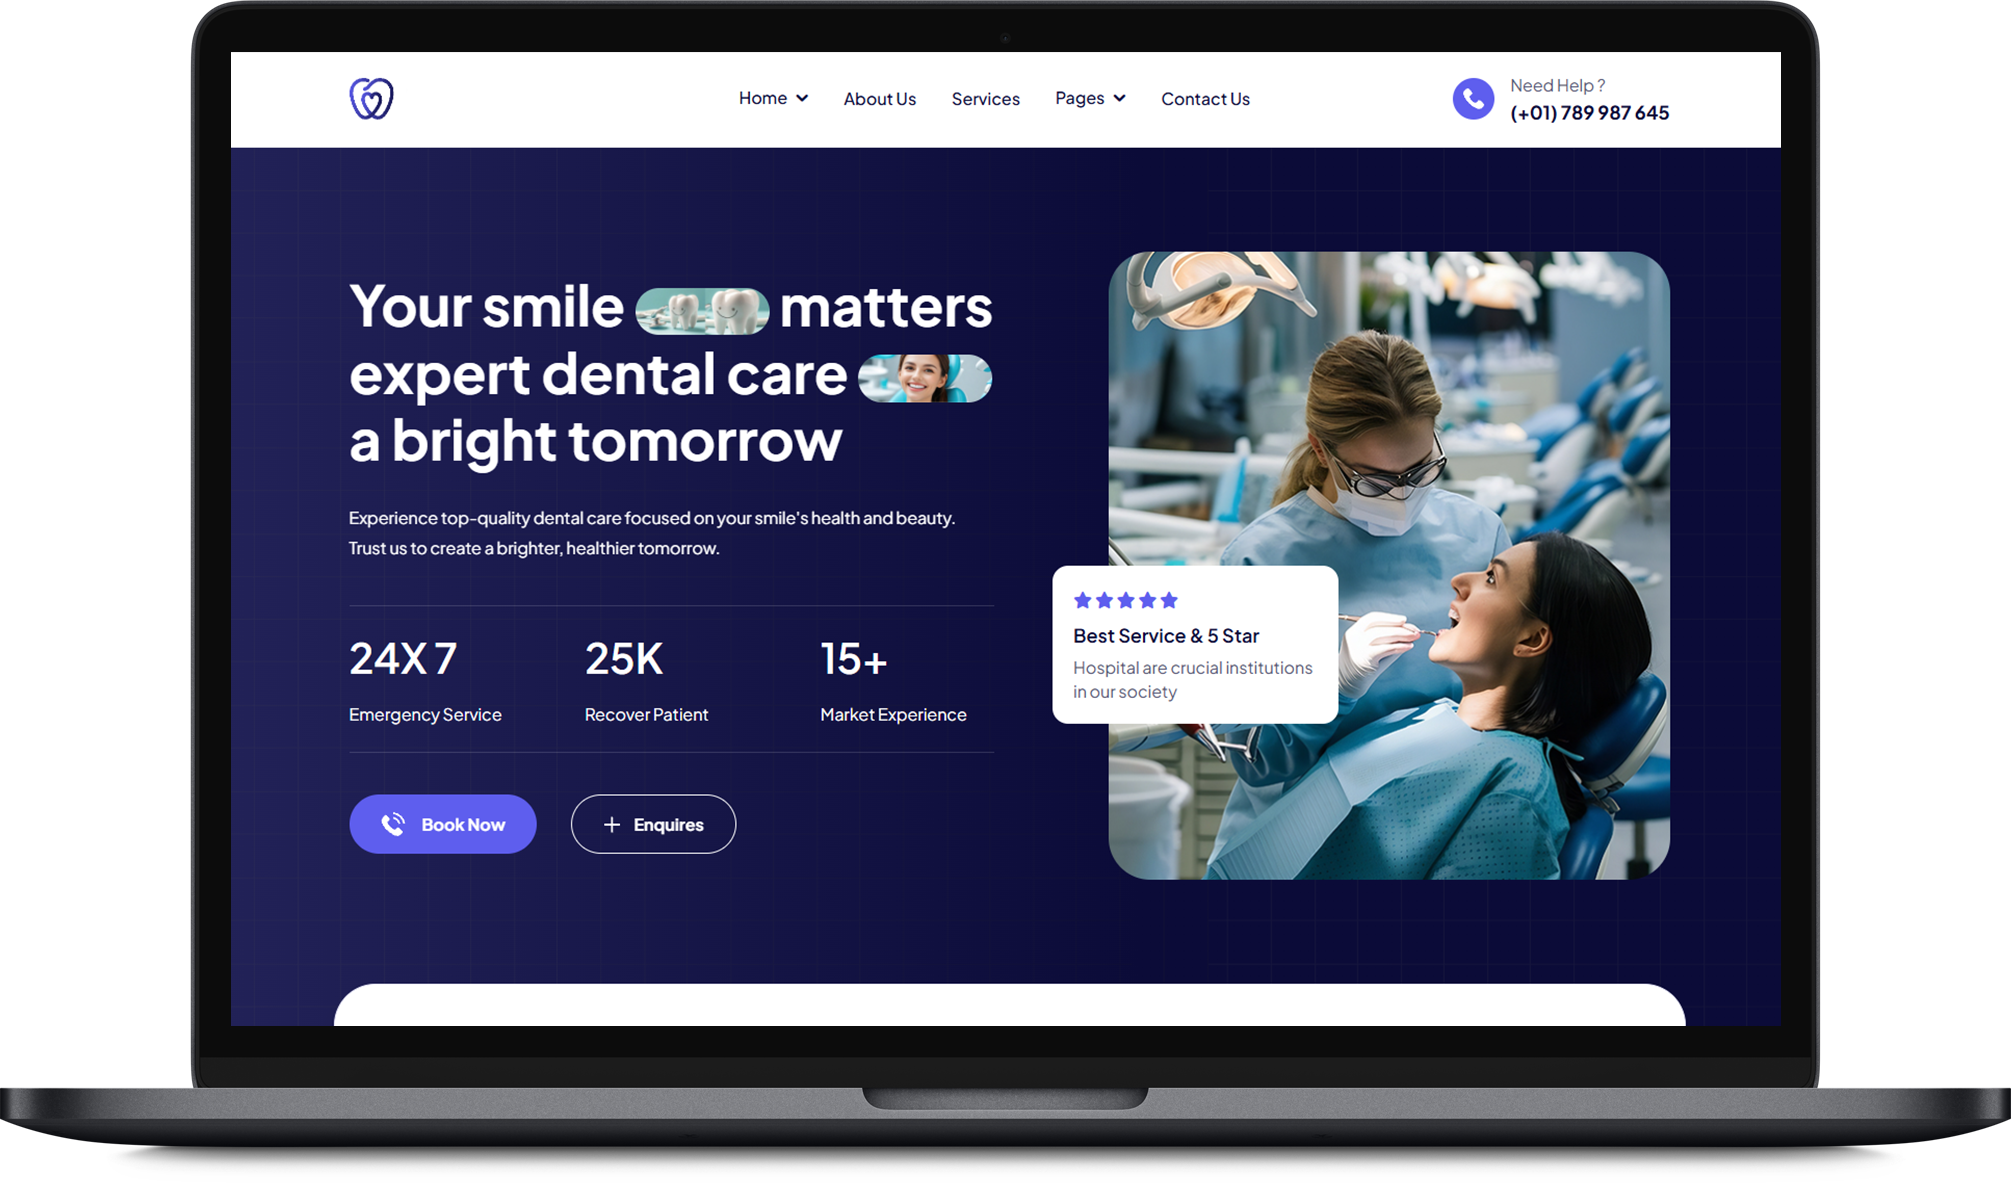 Home
About Us
Services
Pages
Contact Us
Need Help ?
(+01) 789 987 645
Your smile matters
expert dental care
a bright tomorrow
Experience top-quality dental care focused on your smile's health and beauty.
Trust us to create a brighter, healthier tomorrow.
24X7
Emergency Service
25K
Recover Patient
15+
Market Experience
Book Now
Enquires
Best Service & 5 Star
Hospital are crucial institutions
in our society